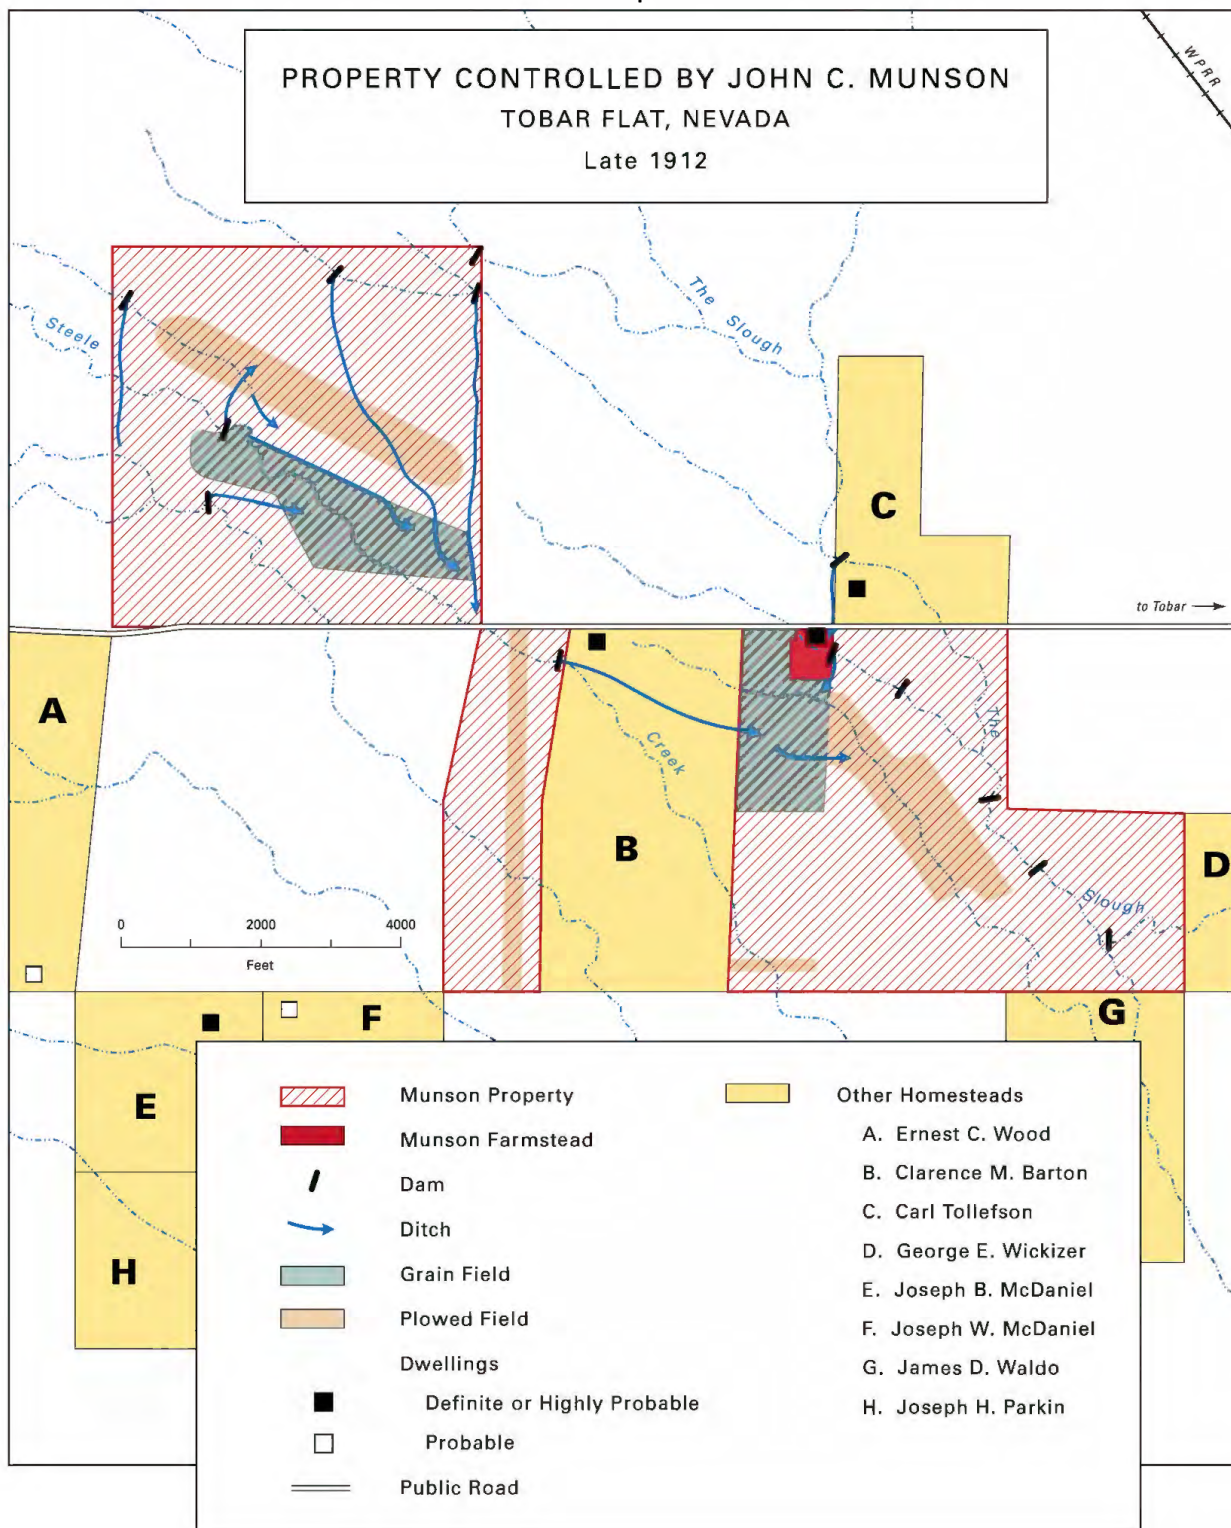 PROPERTY CONTROLLED BY JOHN C. MUNSON
TOBAR FLAT, NEVADA
Late 1912
WPRR
Steele
The Slough
C
to Tobar
A
The
Creek
B
D
Slough
0 2000 4000
Feet
F
G
E
H
Munson Property
Munson Farmstead
Dam
Ditch
Grain Field
Plowed Field
Dwellings
Definite or Highly Probable
Probable
Public Road
Other Homesteads
A. Ernest C. Wood
B. Clarence M. Barton
C. Carl Tollefson
D. George E. Wickizer
E. Joseph B. McDaniel
F. Joseph W. McDaniel
G. James D. Waldo
H. Joseph H. Parkin